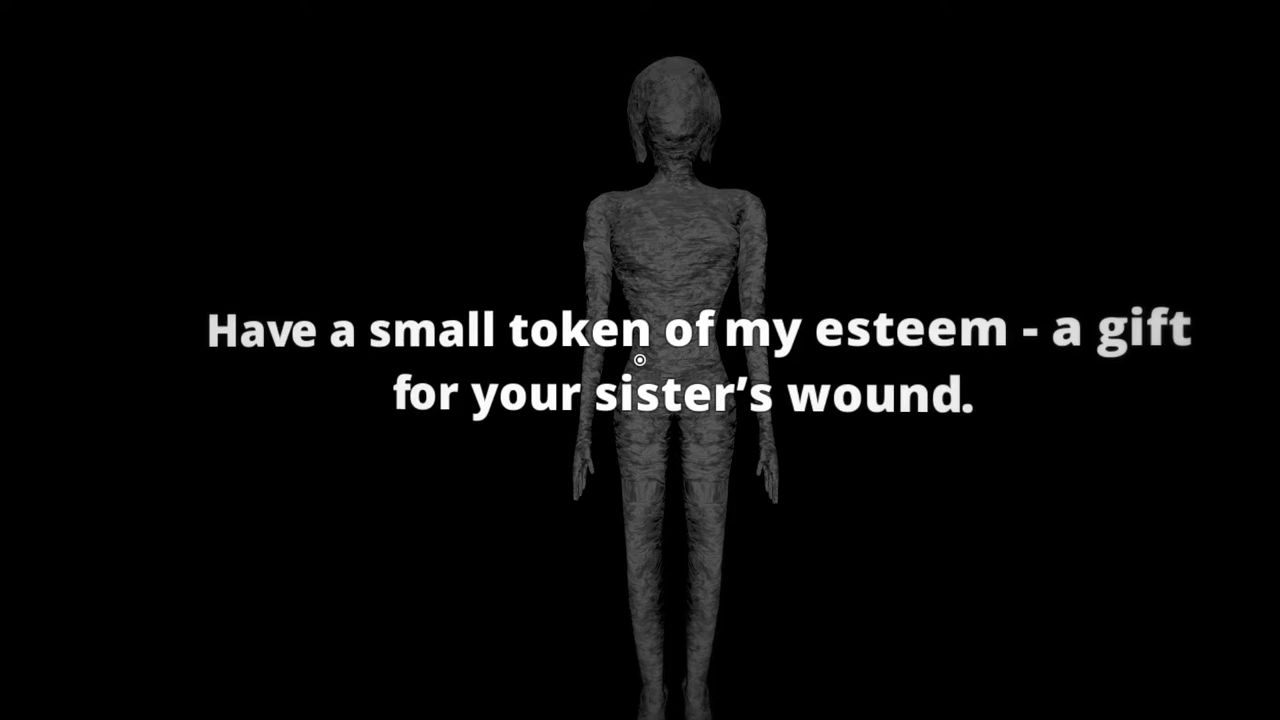 Have a small token of my esteem - a gift
for your sister’s wound.